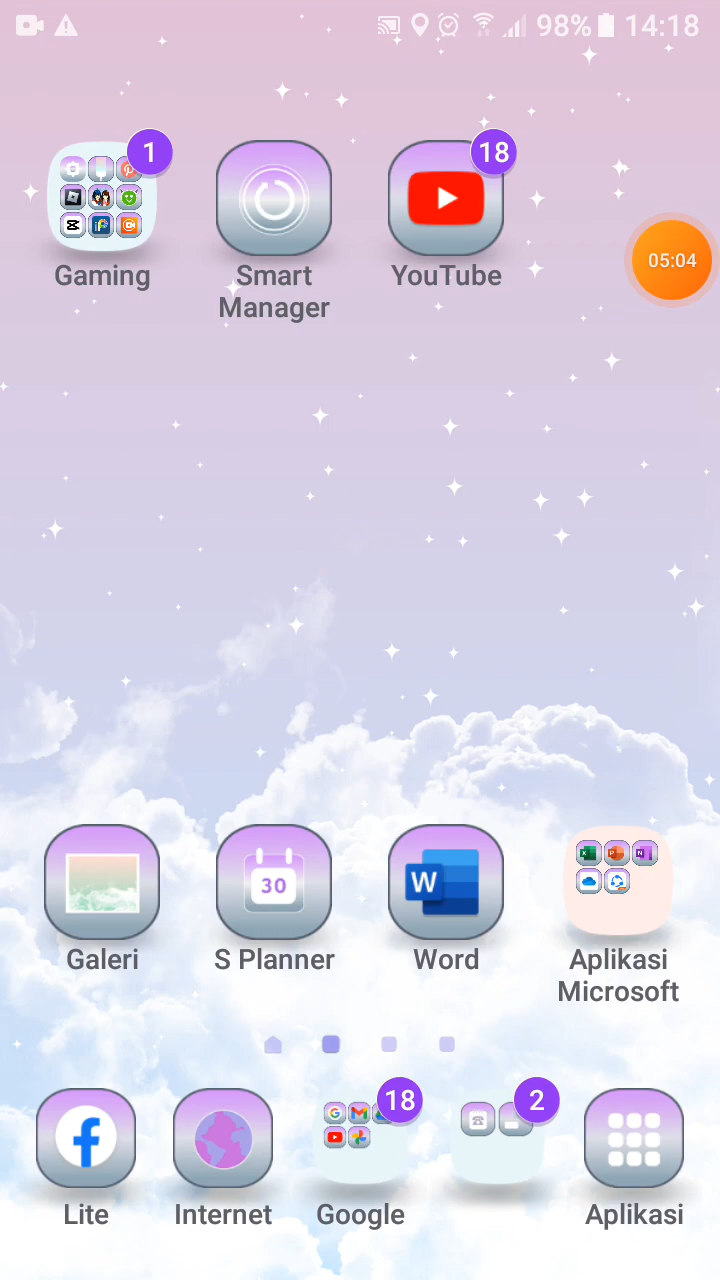 98% 14:18
1
18
Gaming
Smart
Manager
YouTube
05:04
30
W
Galeri
S Planner
Word
Aplikasi
Microsoft
18
2
Lite
Internet
Google
Aplikasi